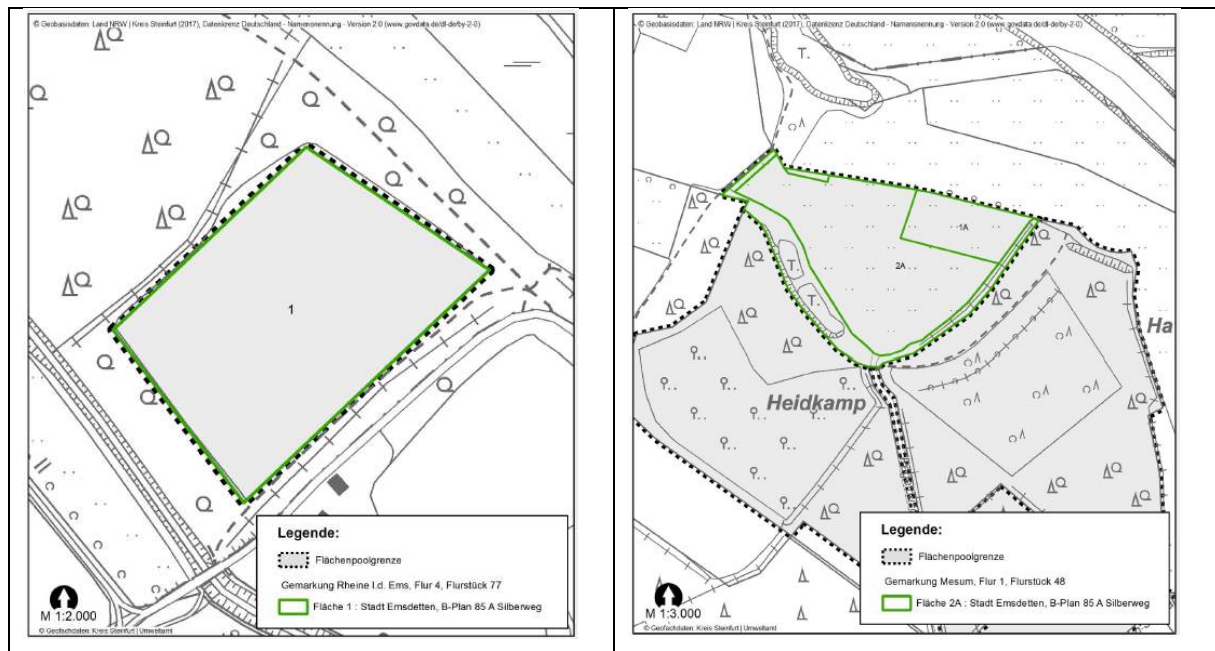 © Geobasisdaten: Land NRW | Kreis Steinfurt (2017), Datenlizenz Deutschland - Namensnennung - Version 2.0 (www.govdata.de/dl-de/by-2-0)
1
Legende:
Flächenpoolgrenze
Gemarkung Rheine l.d. Ems, Flur 4, Flurstück 77
Fläche 1 : Stadt Emsdetten, B-Plan 85 A Silberweg
M 1:2.000
© Geofachdaten: Kreis Steinfurt | Umweltamt
© Geobasisdaten: Land NRW | Kreis Steinfurt (2017), Datenlizenz Deutschland - Namensnennung - Version 2.0 (www.govdata.de/dl-de/by-2-0)
T.
1A
2A
T.
T.
Ha
Heidkamp
Legende:
Flächenpoolgrenze
Gemarkung Mesum, Flur 1, Flurstück 48
Fläche 2A : Stadt Emsdetten, B-Plan 85 A Silberweg
M 1:3.000
© Geofachdaten: Kreis Steinfurt | Umweltamt